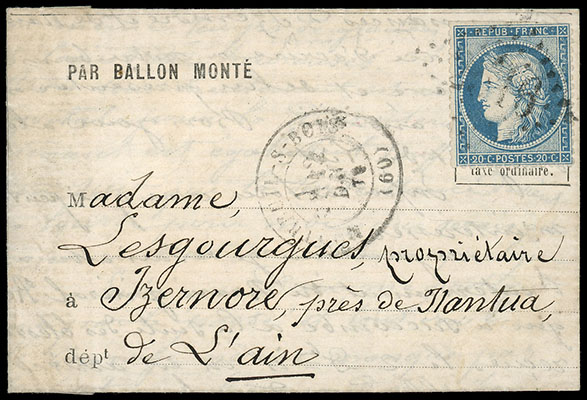 REPUB. FRANC.
PAR BALLON MONTÉ
20 C. POSTES 20 C.
taxe ordinaire.
(60)
Madame,
Lesgourgues, propriétaire
à Izernore, près de Nantua,
dépt de L'ain